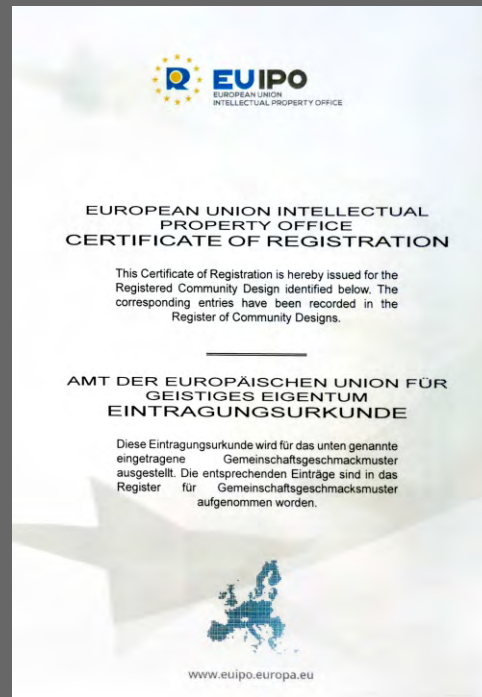 R EUIPO
EUROPEAN UNION
INTELLECTUAL PROPERTY OFFICE
EUROPEAN UNION INTELLECTUAL
PROPERTY OFFICE
CERTIFICATE OF REGISTRATION
This Certificate of Registration is hereby issued for the
Registered Community Design identified below. The
corresponding entries have been recorded in the
Register of Community Designs.
AMT DER EUROPÄISCHEN UNION FÜR
GEISTIGES EIGENTUM
EINTRAGUNGSURKUNDE
Diese Eintragungsurkunde wird für das unten genannte
eingetragene Gemeinschaftsgeschmackmuster
ausgestellt. Die entsprechenden Einträge sind in das
Register für Gemeinschaftsgeschmacksmuster
aufgenommen worden.
www.euipo.europa.eu